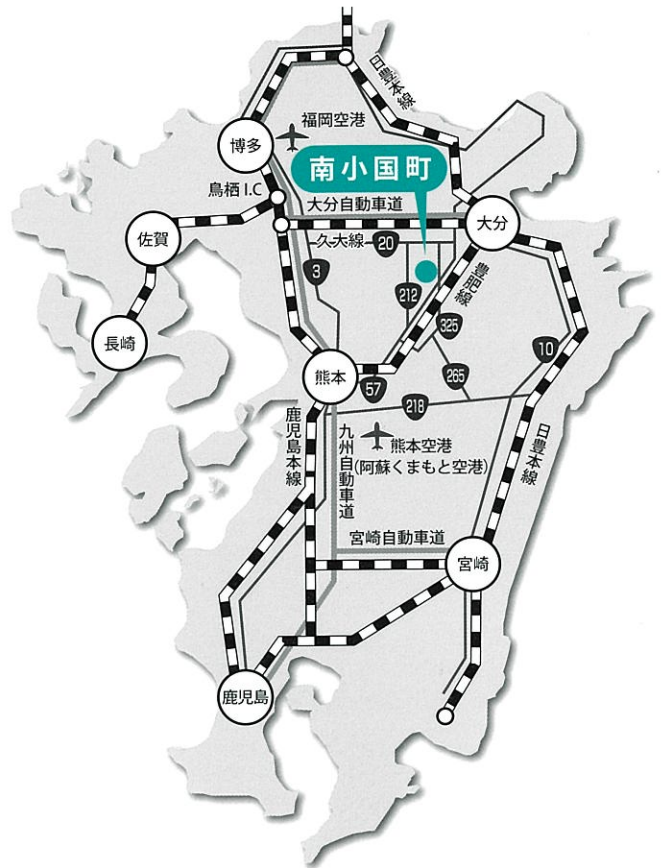 日豊本線
福岡空港
博多
南小国町
鳥栖I.C
大分自動車道
大分
佐賀
久大線
20
3
212
豊肥線
325
長崎
10
熊本
57
265
218
鹿児島本線
九州自動車道
熊本空港
(阿蘇くまもと空港)
日豊本線
宮崎自動車道
宮崎
鹿児島